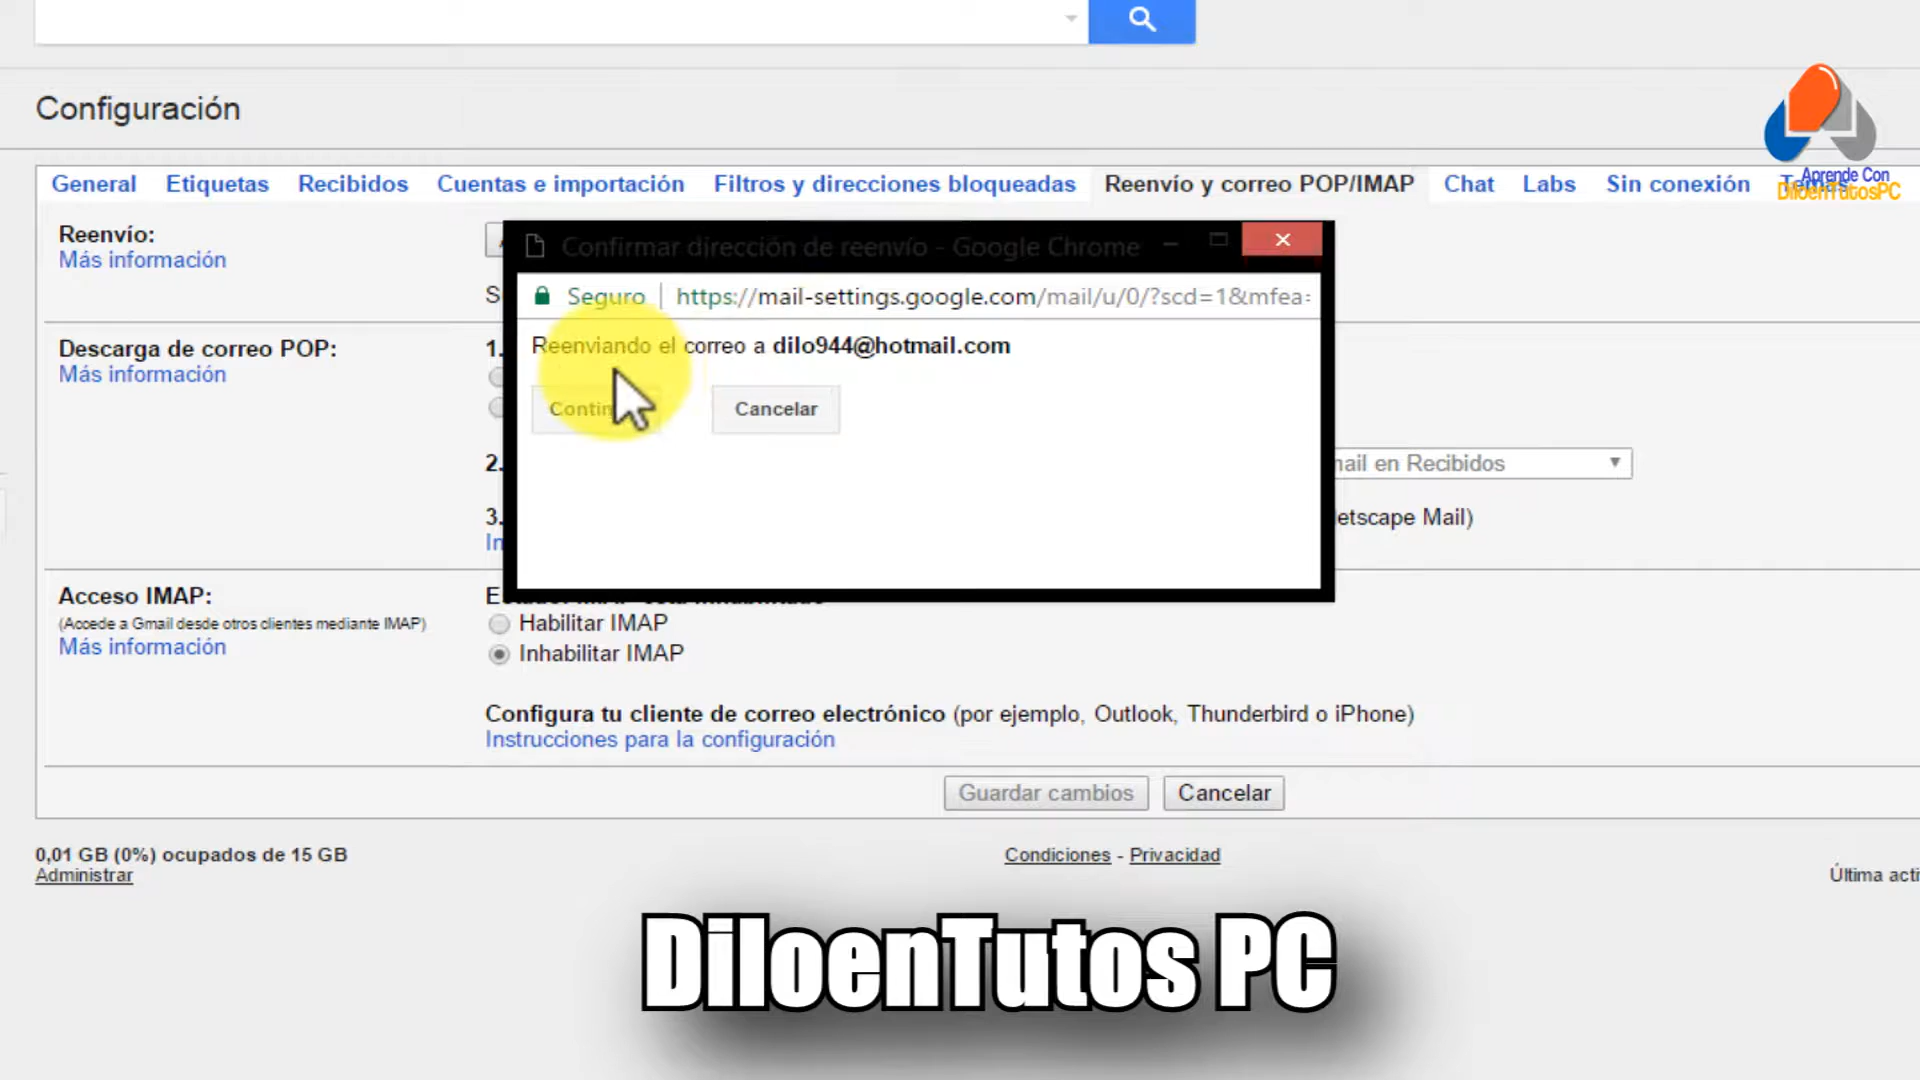 Configuración
Aprende Con
DiloenTutosPC
General Etiquetas Recibidos Cuentas e importación Filtros y direcciones bloqueadas Reenvío y correo POP/IMAP Chat Labs Sin conexión Temas
Reenvío:
Más información
Confirmar dirección de reenvío - Google Chrome
Seguro https://mail-settings.google.com/mail/u/0/?scd=1&mfea=
Reenviando el correo a dilo944@hotmail.com
Cancelar
Descarga de correo POP:
Más información
1.
2.
mail en Recibidos
3.
etscape Mail)
Acceso IMAP:
(Accede a Gmail desde otros clientes mediante IMAP)
Más información
Habilitar IMAP
Inhabilitar IMAP
Configura tu cliente de correo electrónico (por ejemplo, Outlook, Thunderbird o iPhone)
Instrucciones para la configuración
Guardar cambios Cancelar
0,01 GB (0%) ocupados de 15 GB
Administrar
Condiciones - Privacidad
Última acti
DiloenTutos PC